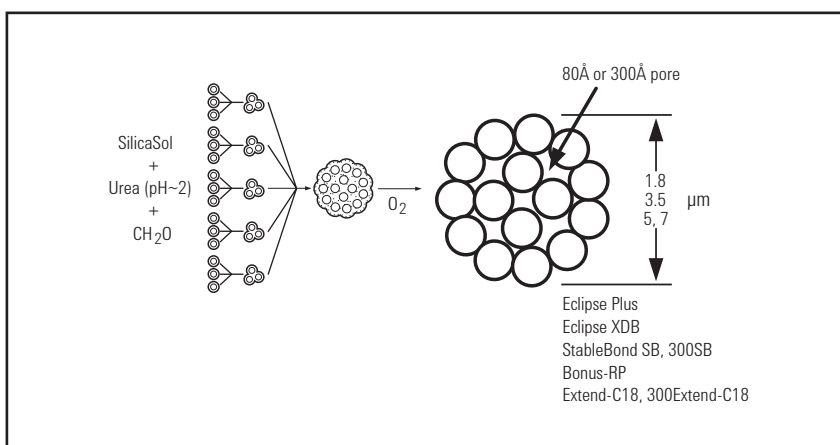 SilicaSol
+
Urea (pH~2)
+
CH2O
O2
80Å or 300Å pore
1.8
3.5
5, 7
µm
Eclipse Plus
Eclipse XDB
StableBond SB, 300SB
Bonus-RP
Extend-C18, 300Extend-C18